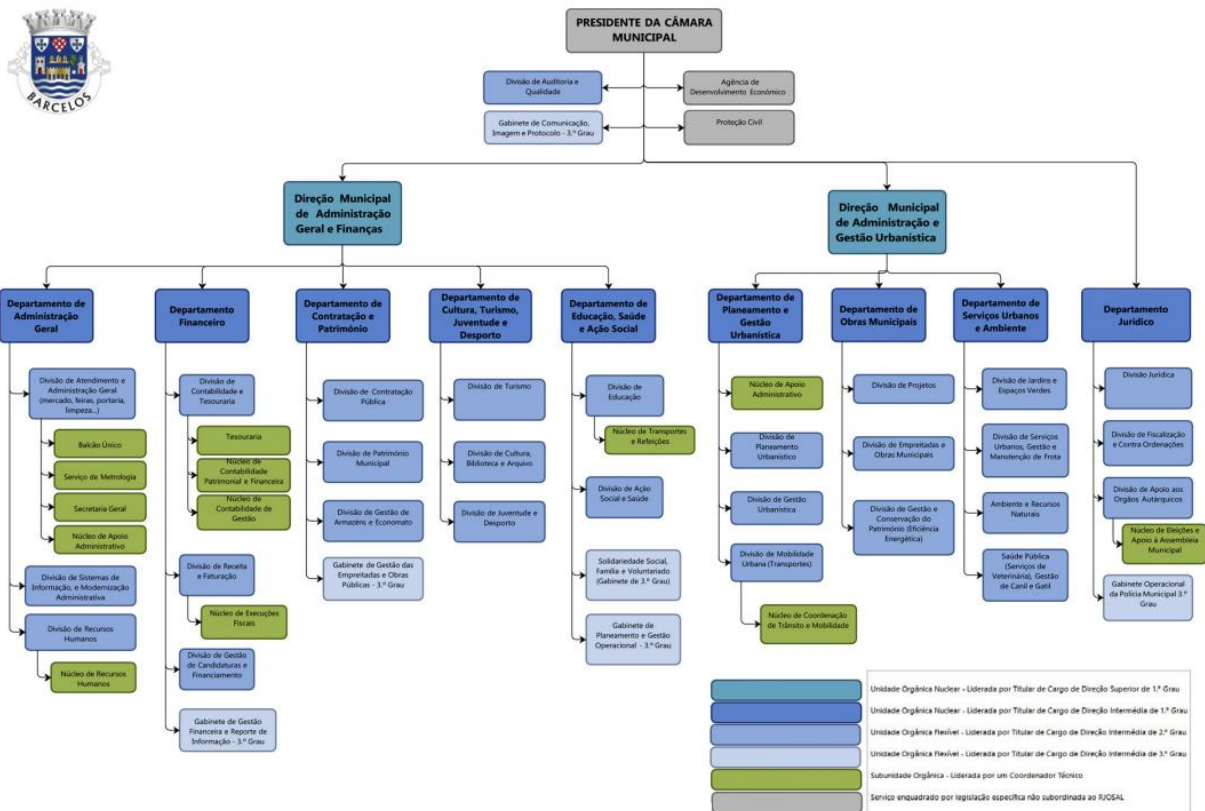 BARCELOS
PRESIDENTE DA CÂMARA
MUNICIPAL
Divisão de Auditoria e
Qualidade
Agência de
Desenvolvimento Económico
Gabinete de Comunicação,
Imagem e Protocolo - 3.º Grau
Proteção Civil
Direção Municipal
de Administração
Geral e Finanças
Direção Municipal
de Administração e
Gestão Urbanística
Departamento de
Administração
Geral
Departamento
Financeiro
Departamento de
Contratação e
Património
Departamento de
Cultura, Turismo,
Juventude e
Desporto
Departamento de
Educação, Saúde
e Ação Social
Departamento de
Planeamento e
Gestão
Urbanística
Departamento de
Obras Municipais
Departamento de
Serviços Urbanos
e Ambiente
Departamento
Jurídico
Divisão de Atendimento e
Administração Geral
(mercado, feiras, portaria,
limpeza...)
Balcão Único
Serviço de Metrologia
Secretaria Geral
Núcleo de Apoio
Administrativo
Divisão de Sistemas de
Informação, e Modernização
Administrativa
Divisão de Recursos
Humanos
Núcleo de Recursos
Humanos
Divisão de
Contabilidade e
Tesouraria
Tesouraria
Núcleo de
Contabilidade
Patrimonial e Financeira
Núcleo de
Contabilidade
de Gestão
Divisão de Receita
e Faturação
Núcleo de Execuções
Fiscais
Divisão de Gestão
de Candidaturas e
Financiamento
Gabinete de Gestão
Financeira e Reporte de
Informação - 3.º Grau
Divisão de Contratação
Pública
Divisão de Património
Municipal
Divisão de Gestão de
Armazéns e Economato
Gabinete de Gestão das
Empreitadas e Obras
Públicas - 3.º Grau
Divisão de Turismo
Divisão de Cultura,
Biblioteca e Arquivo
Divisão de Juventude e
Desporto
Divisão de
Educação
Núcleo de Transportes
e Refeições
Divisão de Ação
Social e Saúde
Solidariedade Social,
Família e Voluntariado
(Gabinete de 3.º Grau)
Gabinete de
Planeamento e Gestão
Operacional - 3.º Grau
Núcleo de Apoio
Administrativo
Divisão de
Planeamento
Urbanístico
Divisão de Gestão
Urbanística
Divisão de Mobilidade
Urbana (Transportes)
Núcleo de Coordenação
de Trânsito e Mobilidade
Divisão de Projetos
Divisão de Empreitadas e
Obras Municipais
Divisão de Gestão e
Conservação do
Património (Eficiência
Energética)
Divisão de Jardins e
Espaços Verdes
Divisão de Serviços
Urbanos, Gestão e
Manutenção de Frota
Ambiente e Recursos
Naturais
Saúde Pública
(Serviços de
Veterinária), Gestão
de Canil e Gatil
Divisão Jurídica
Divisão de Fiscalização e
Contra Ordenações
Divisão de Apoio aos
Orgãos Autárquicos
Núcleo de Eleições e
Apoio à Assembleia
Municipal
Gabinete Operacional
da Policia Municipal 3.º
Grau
Unidade Orgânica Nuclear - Liderada por Titular de Cargo de Direção Superior de 1.º Grau
Unidade Orgânica Nuclear - Liderada por Titular de Cargo de Direção Intermédia de 1.º Grau
Unidade Orgânica Flexível - Liderada por Titular de Cargo de Direção Intermédia de 2.º Grau
Unidade Orgânica Flexível - Liderada por Titular de Cargo de Direção Intermédia de 3.º Grau
Subunidade Orgânica - Liderada por um Coordenador Técnico
Serviço enquadrado por legislação específica não subordinada ao RJOSAL